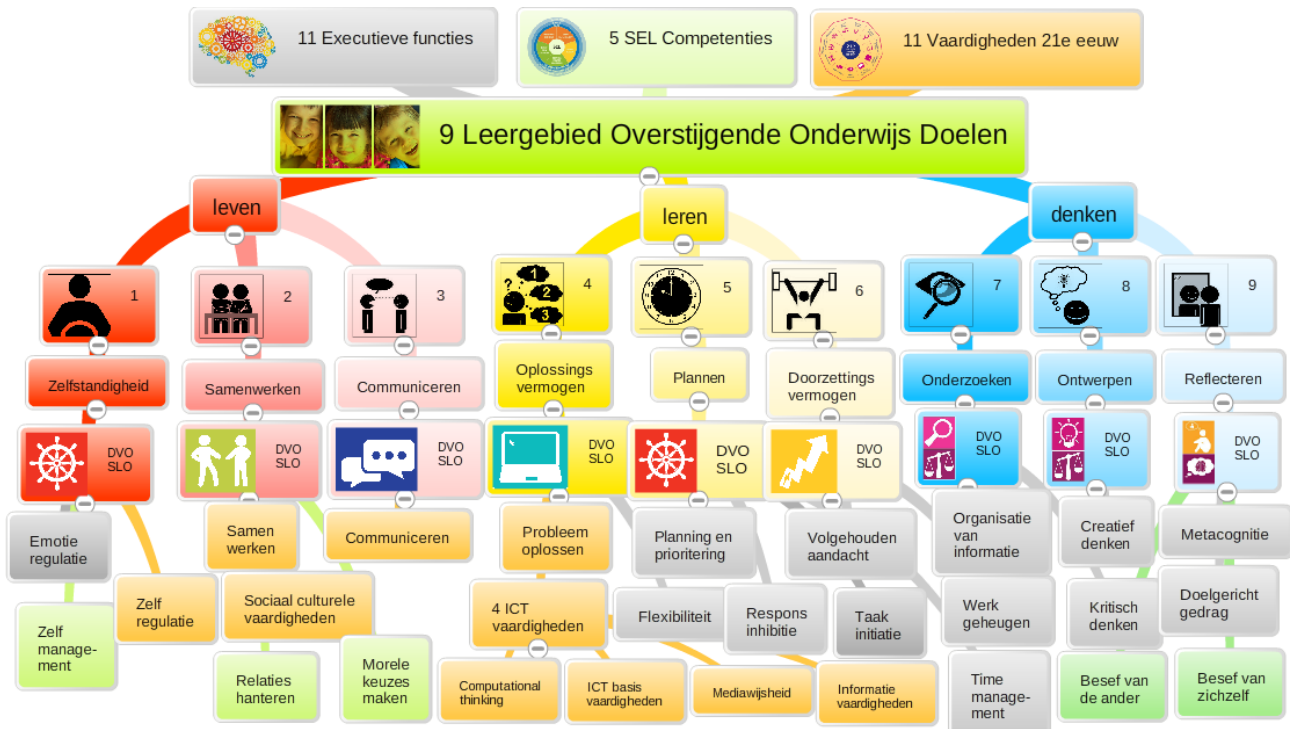 11 Executieve functies
5 SEL Competenties
11 Vaardigheden 21e eeuw
9 Leergebied Overstijgende Onderwijs Doelen
leven
leren
denken
1
2
3
4
5
6
7
8
9
Zelfstandigheid
Samenwerken
Communiceren
Oplossings
vermogen
Plannen
Doorzettings
vermogen
Onderzoeken
Ontwerpen
Reflecteren
DVO
SLO
DVO
SLO
DVO
SLO
DVO
SLO
DVO
SLO
DVO
SLO
DVO
SLO
DVO
SLO
DVO
SLO
Emotie
regulatie
Samen
werken
Communiceren
Probleem
oplossen
Planning en
prioritering
Volgehouden
aandacht
Organisatie
van
informatie
Creatief
denken
Metacognitie
Zelf
manage-
ment
Zelf
regulatie
Sociaal culturele
vaardigheden
4 ICT
vaardigheden
Flexibiliteit
Respons
inhibitie
Taak
initiatie
Werk
geheugen
Kritisch
denken
Doelgericht
gedrag
Relaties
hanteren
Morele
keuzes
maken
Computational
thinking
ICT basis
vaardigheden
Mediawijsheid
Informatie
vaardigheden
Time
manage-
ment
Besef van
de ander
Besef van
zichzelf